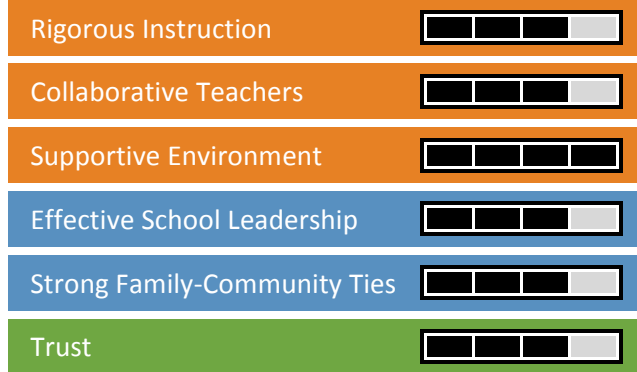 Rigorous Instruction
Collaborative Teachers
Supportive Environment
Effective School Leadership
Strong Family-Community Ties
Trust